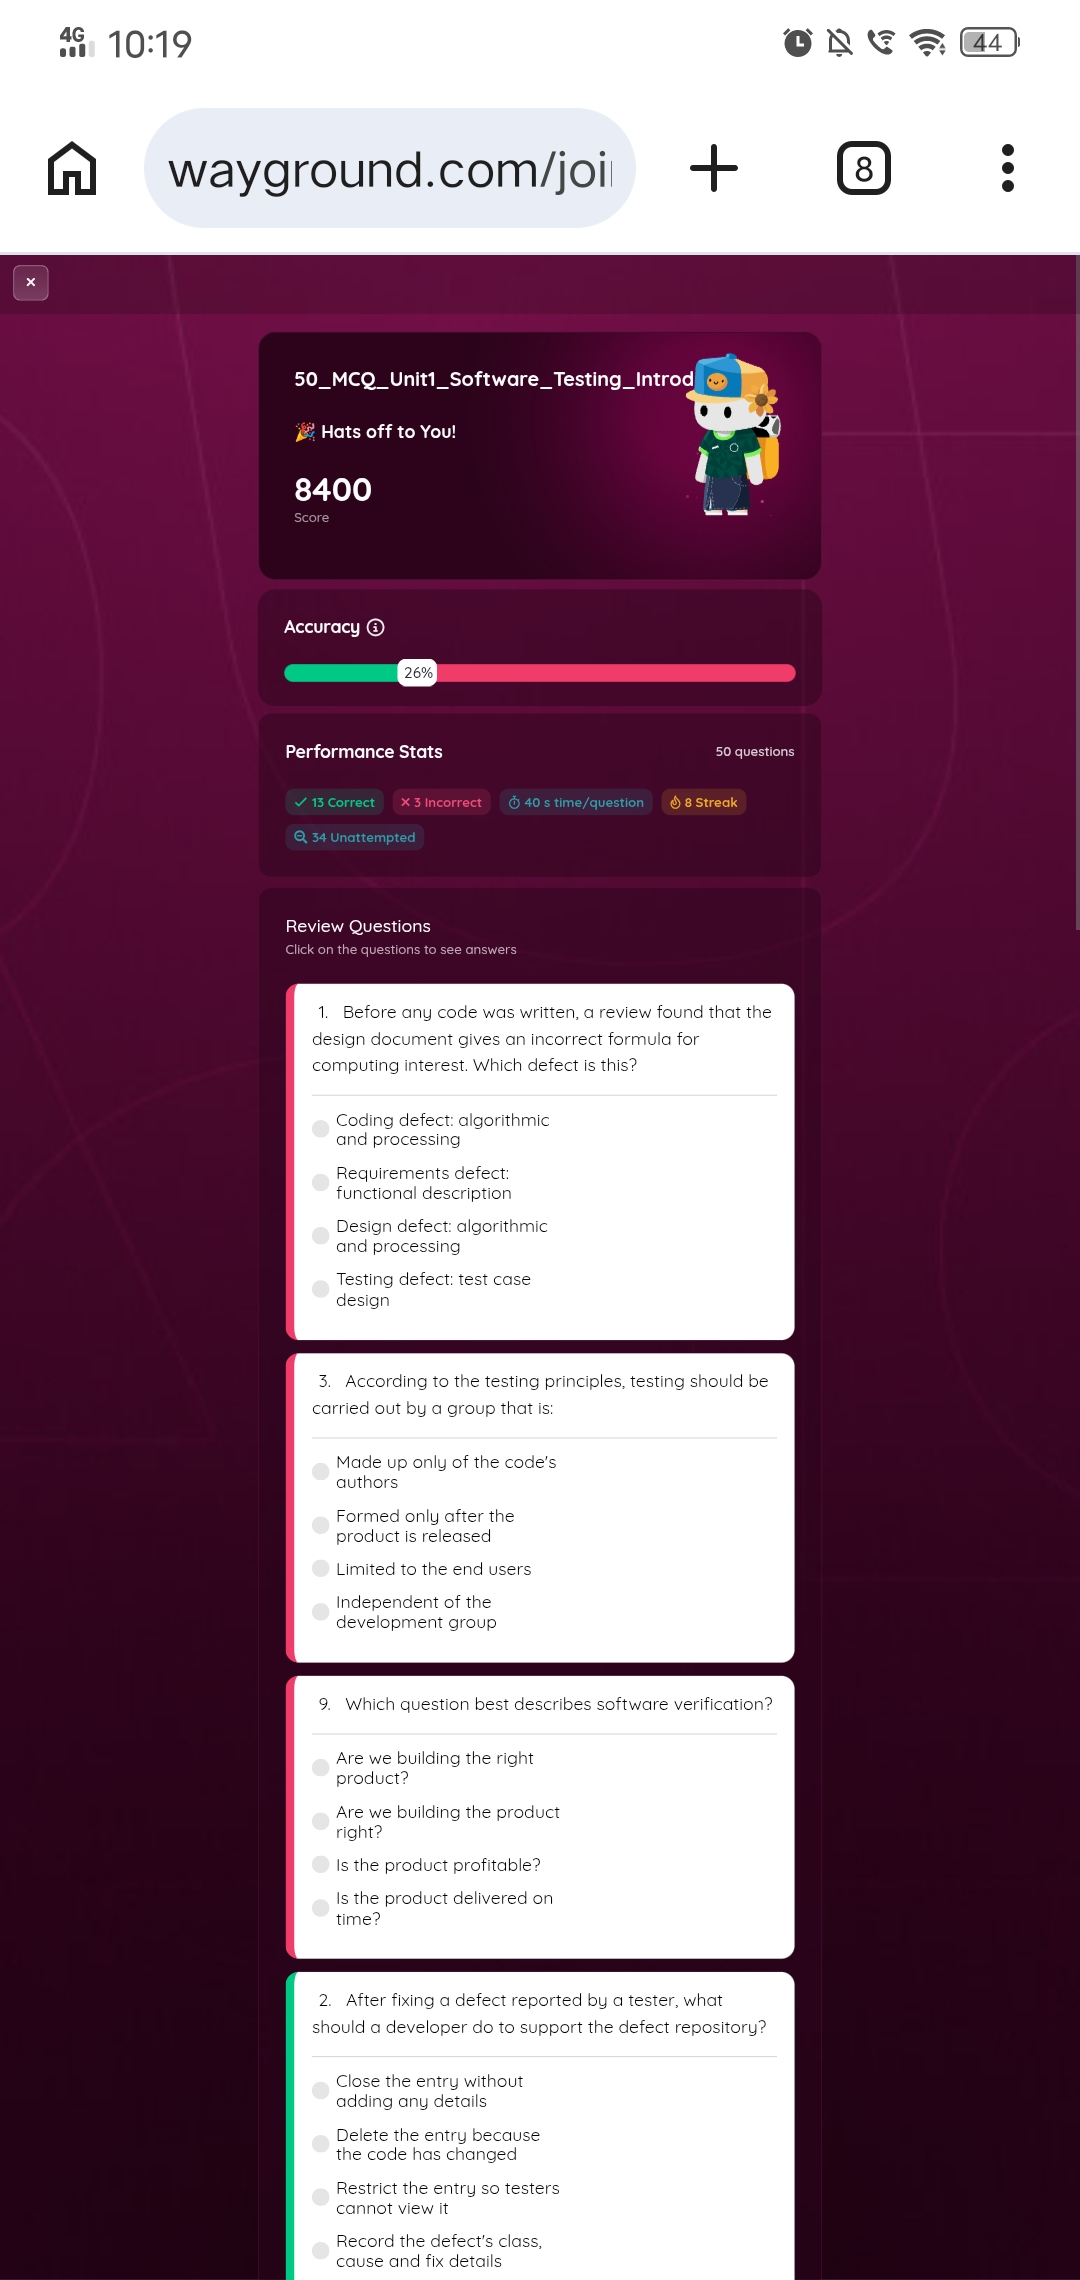 4G 10:19 44
wayground.com/joi
8
50_MCQ_Unit1_Software_Testing_Introd
🎉 Hats off to You!
8400
Score
Accuracy
26%
Performance Stats 50 questions
13 Correct 3 Incorrect 40 s time/question 8 Streak
34 Unattempted
Review Questions
Click on the questions to see answers
1. Before any code was written, a review found that the
design document gives an incorrect formula for
computing interest. Which defect is this?
Coding defect: algorithmic
and processing
Requirements defect:
functional description
Design defect: algorithmic
and processing
Testing defect: test case
design
3. According to the testing principles, testing should be
carried out by a group that is:
Made up only of the code's
authors
Formed only after the
product is released
Limited to the end users
Independent of the
development group
9. Which question best describes software verification?
Are we building the right
product?
Are we building the product
right?
Is the product profitable?
Is the product delivered on
time?
2. After fixing a defect reported by a tester, what
should a developer do to support the defect repository?
Close the entry without
adding any details
Delete the entry because
the code has changed
Restrict the entry so testers
cannot view it
Record the defect's class,
cause and fix details